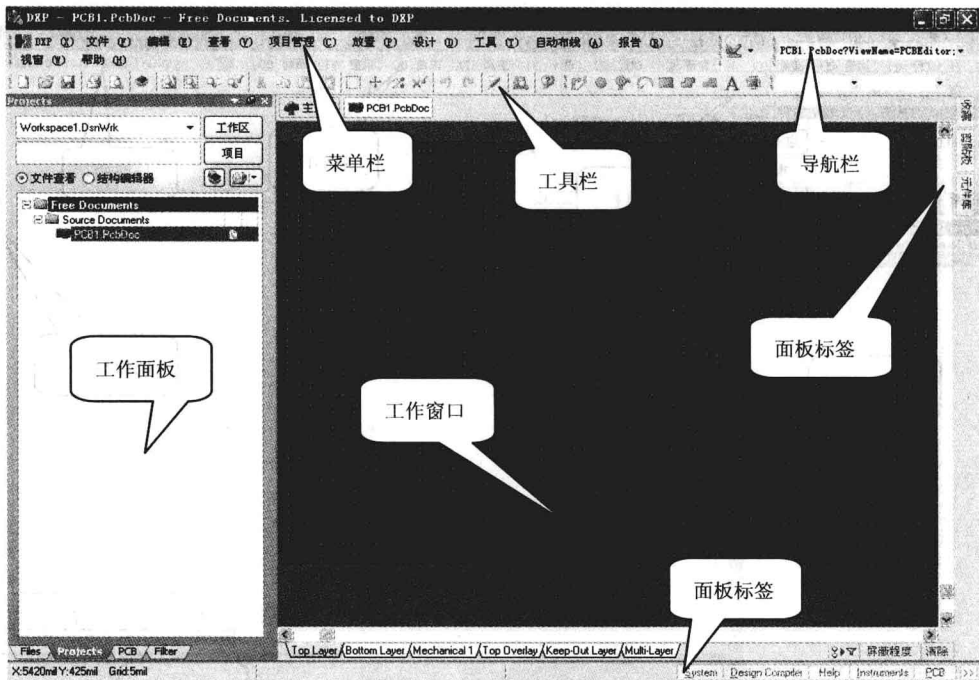 DXP - PCB1.PcbDoc - Free Documents. Licensed to DXP
DXP (X) 文件 (F) 编辑 (E) 查看 (V) 项目管理 (C) 放置 (P) 设计 (D) 工具 (T) 自动布线 (A) 报告 (R)
PCB1.PcbDoc?ViewName=PCBEditor;
视窗 (W) 帮助 (H)
Projects
主
PCB1.PcbDoc
Workspace1.DsnWrk
工作区
项目
文件查看 结构编辑器
Free Documents
Source Documents
PCB1.PcbDoc
菜单栏
工具栏
导航栏
元件库
面板标签
工作面板
工作窗口
面板标签
Files Projects PCB Filter
Top Layer Bottom Layer Mechanical 1 Top Overlay Keep-Out Layer Multi-Layer
屏蔽程度 清除
X:5420mil Y:425mil Grid:5mil
System Design Compiler Help Instruments PCB >>